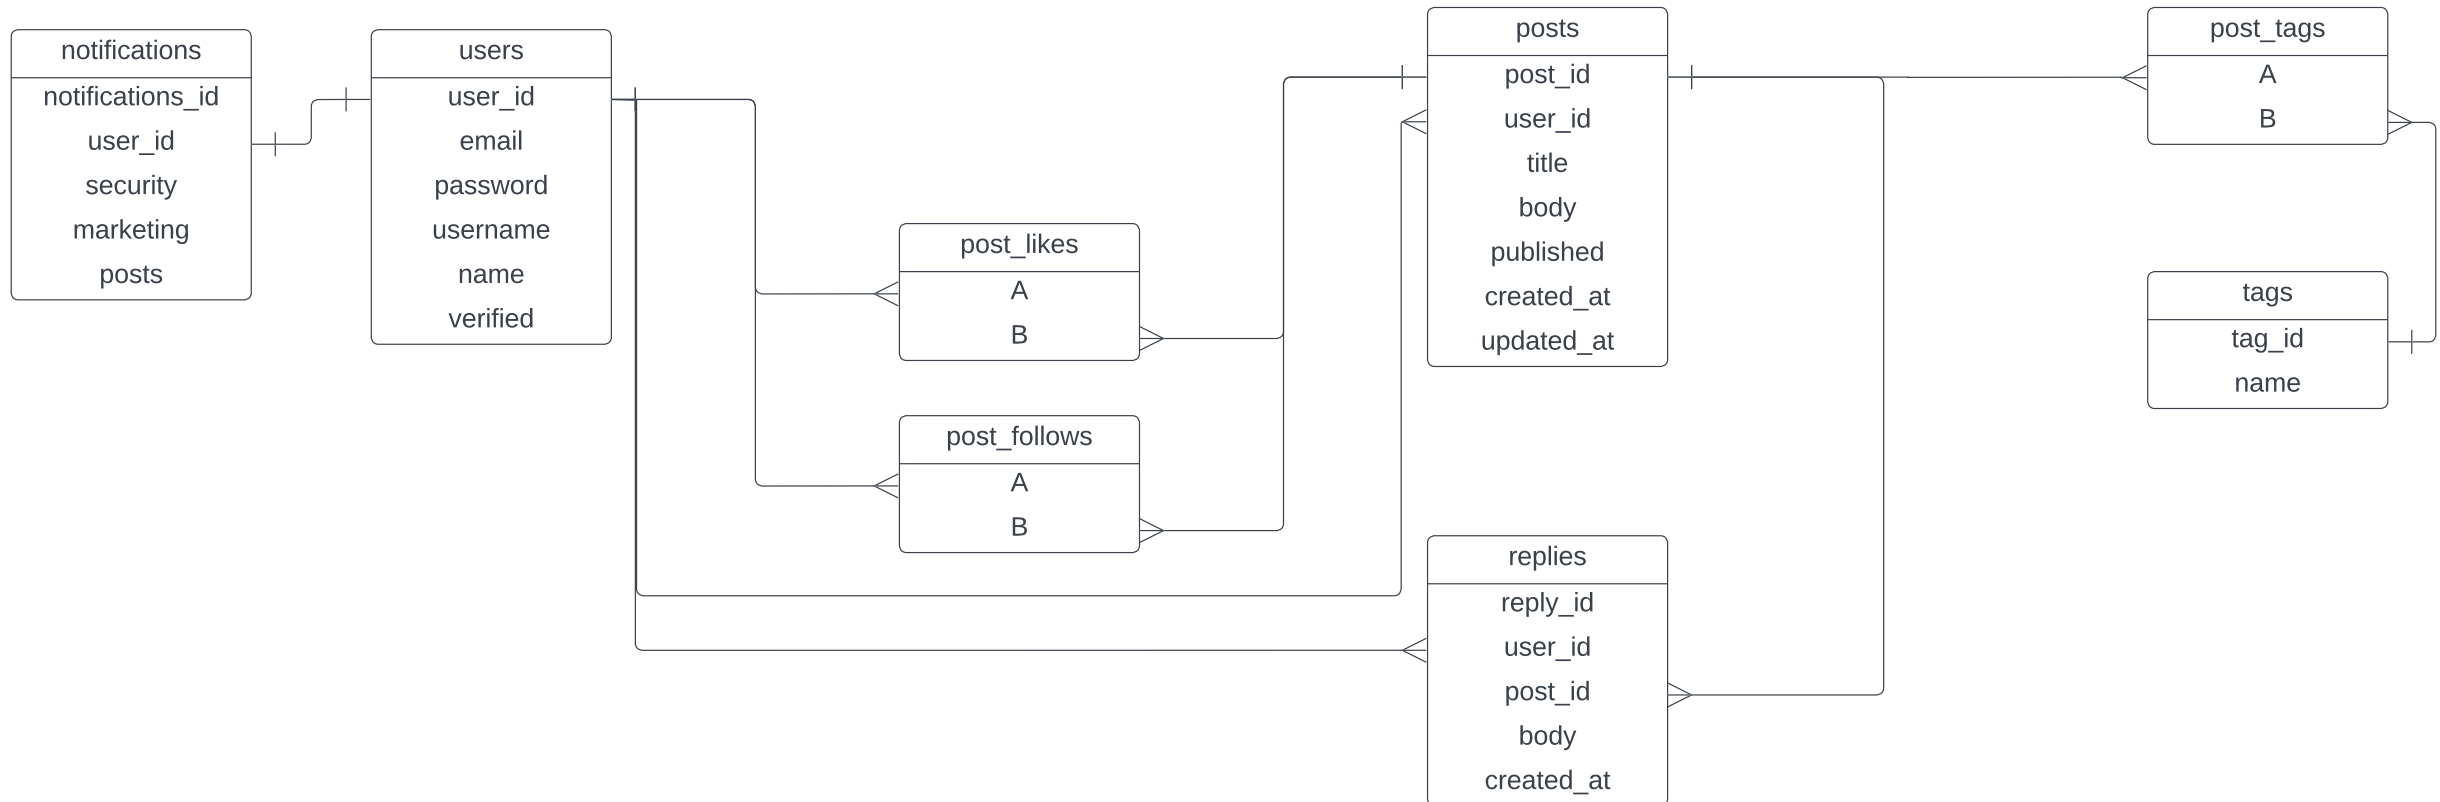 notifications
notifications_id
user_id
security
marketing
posts
users
user_id
email
password
username
name
verified
post_likes
A
B
post_follows
A
B
posts
post_id
user_id
title
body
published
created_at
updated_at
replies
reply_id
user_id
post_id
body
created_at
post_tags
A
B
tags
tag_id
name